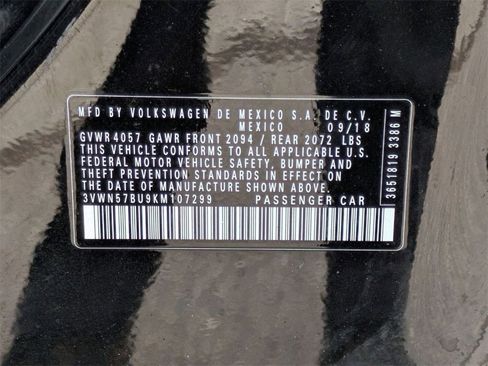 MFD BY VOLKSWAGEN DE MEXICO S.A. DE C.V.
MEXICO 09/18
GVWR4057 GAWR FRONT 2094 / REAR 2072 LBS
THIS VEHICLE CONFORMS TO ALL APPLICABLE U.S.
FEDERAL MOTOR VEHICLE SAFETY, BUMPER AND
THEFT PREVENTION STANDARDS IN EFFECT ON
THE DATE OF MANUFACTURE SHOWN ABOVE.
3VWN57BU9KM107299 PASSENGER CAR
3651819 3386 M